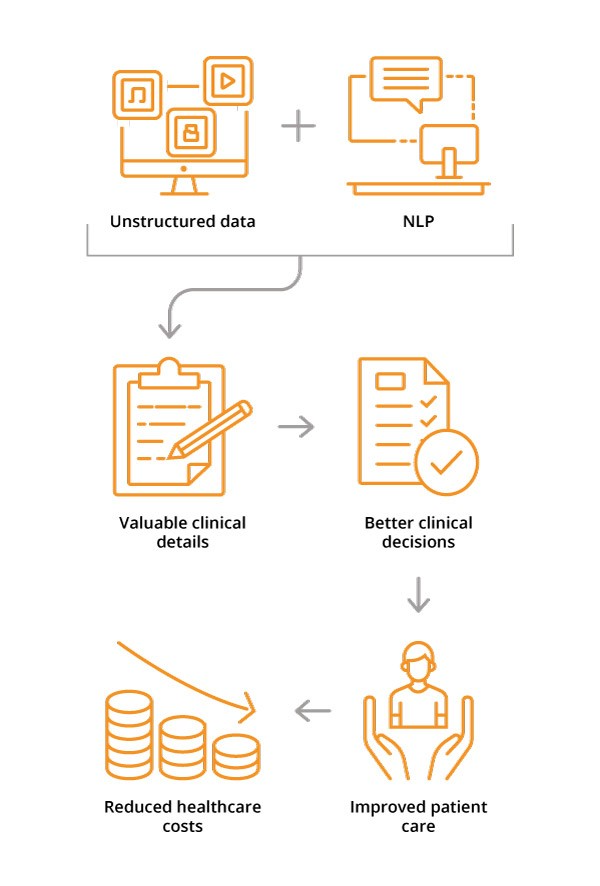 Unstructured data
NLP
Valuable clinical
details
Better clinical
decisions
Reduced healthcare
costs
Improved patient
care